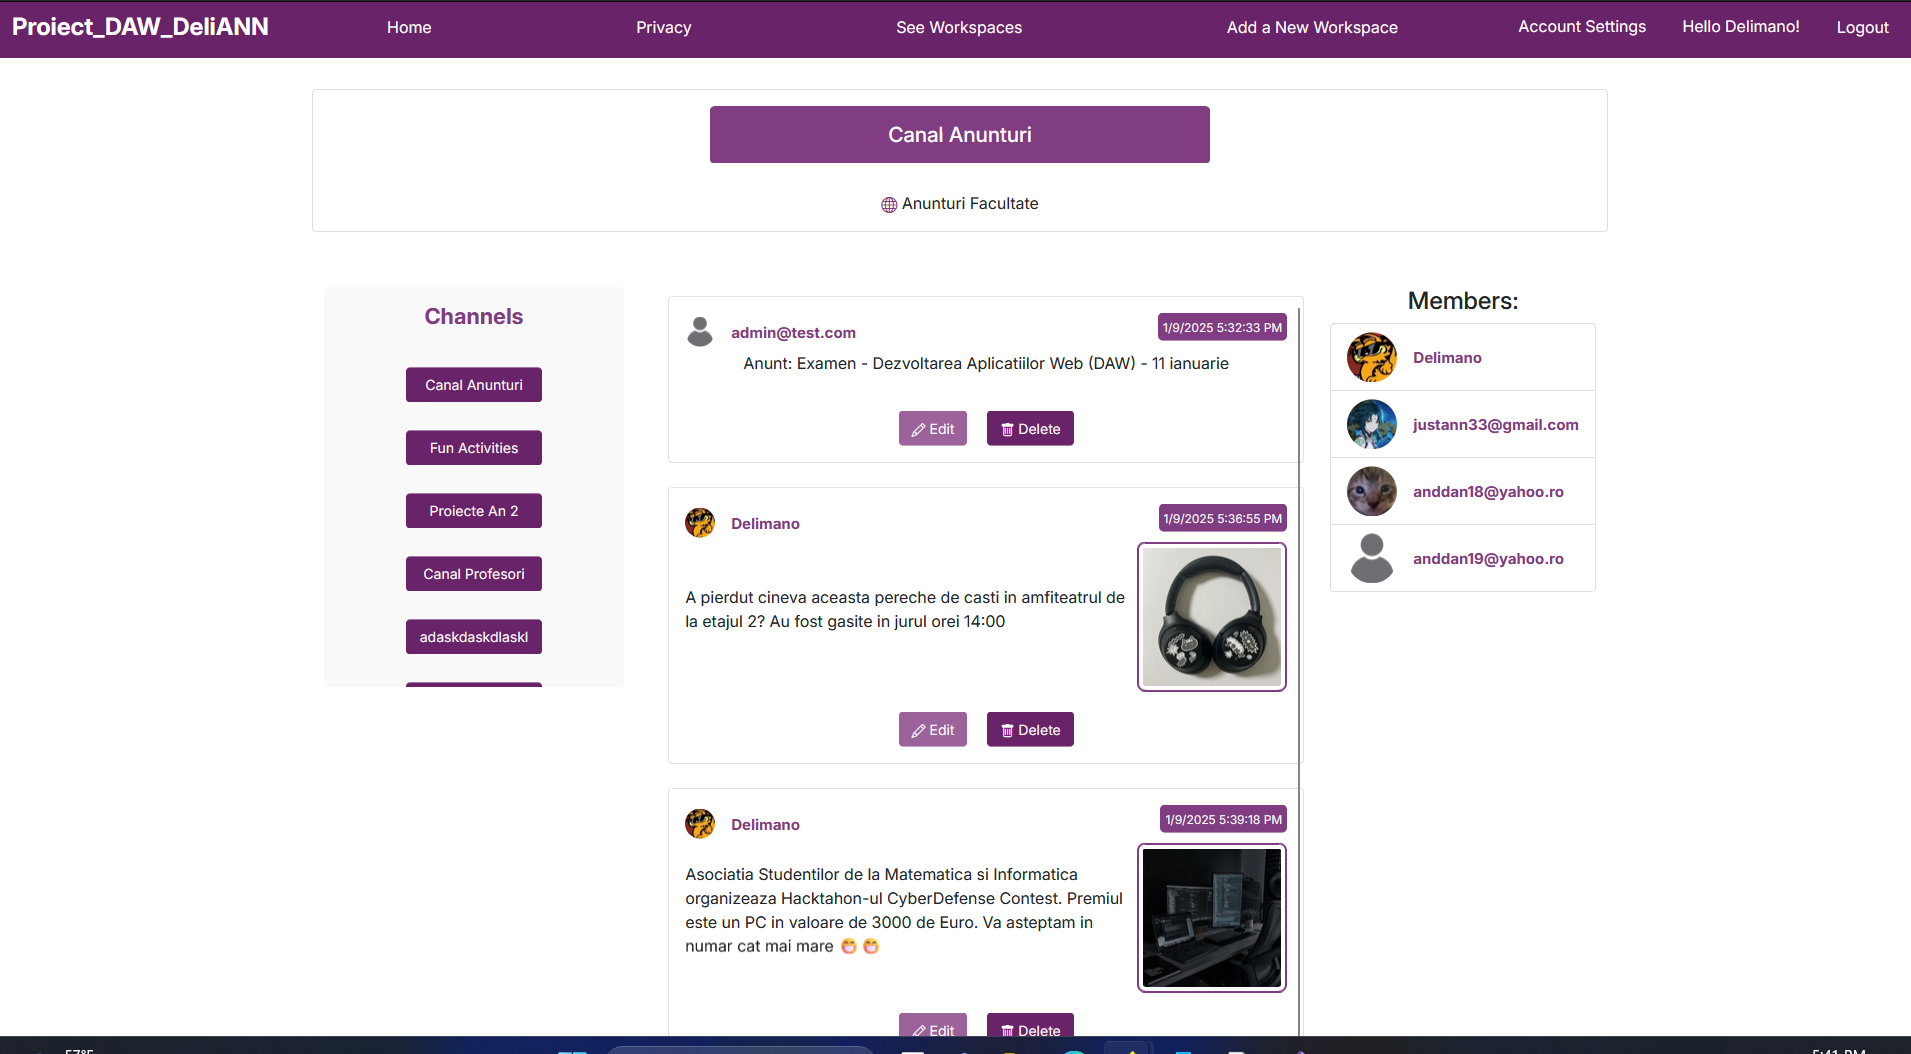 Proiect_DAW_DeliANN
Home
Privacy
See Workspaces
Add a New Workspace
Account Settings
Hello Delimano!
Logout
Canal Anunturi
Anunturi Facultate
Channels
Canal Anunturi
Fun Activities
Proiecte An 2
Canal Profesori
adaskdaskdlaskl
admin@test.com
1/9/2025 5:32:33 PM
Anunt: Examen - Dezvoltarea Aplicatiilor Web (DAW) - 11 ianuarie
Edit
Delete
Delimano
1/9/2025 5:36:55 PM
A pierdut cineva aceasta pereche de casti in amfiteatrul de
la etajul 2? Au fost gasite in jurul orei 14:00
Edit
Delete
Delimano
1/9/2025 5:39:18 PM
Asociatia Studentilor de la Matematica si Informatica
organizeaza Hacktahon-ul CyberDefense Contest. Premiul
este un PC in valoare de 3000 de Euro. Va asteptam in
numar cat mai mare 😁 😁
Edit
Delete
Members:
Delimano
justann33@gmail.com
anddan18@yahoo.ro
anddan19@yahoo.ro
57°F
5:41 PM